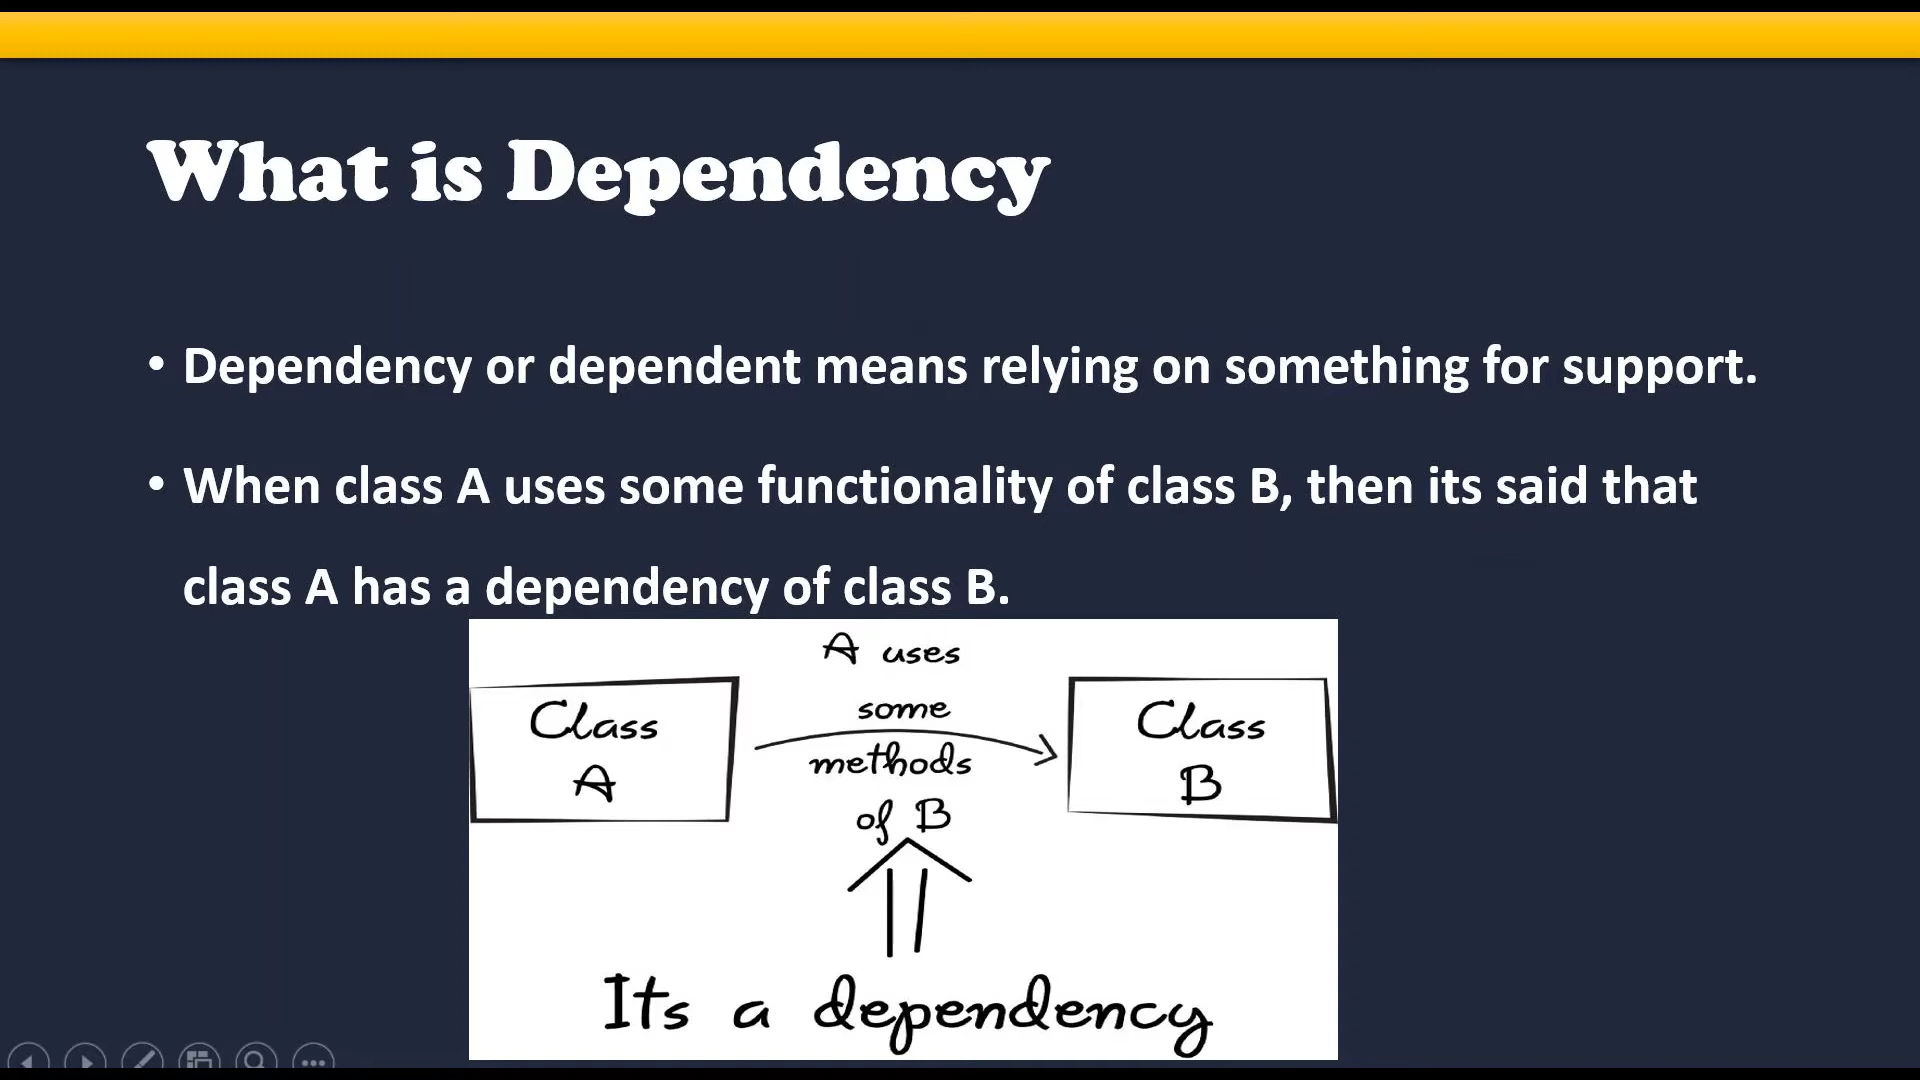 What is Dependency
• Dependency or dependent means relying on something for support.
• When class A uses some functionality of class B, then its said that
class A has a dependency of class B.
A uses
some
methods
of B
Class
A
Class
B
Its a dependency